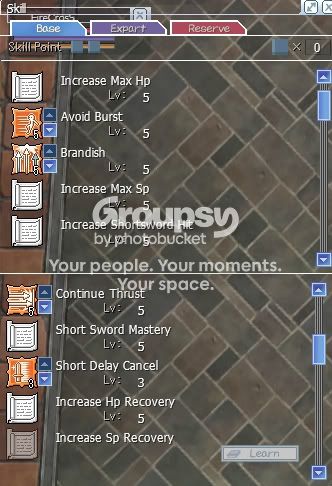 Skill
FireCross
Base
Expart
Reserve
Skill Point
× 0
Increase Max Hp
Lv: 5
Avoid Burst
5
Lv: 5
Brandish
5
Lv: 5
Increase Max Sp
Lv: 5
Increase Shortsword Hit
Lv: 5
Groupsy
by photobucket
Your people. Your moments.
Your space.
Continue Thrust
5
Lv: 5
Short Sword Mastery
Lv: 5
Short Delay Cancel
3
Lv: 3
Increase Hp Recovery
Lv: 5
Increase Sp Recovery
Learn